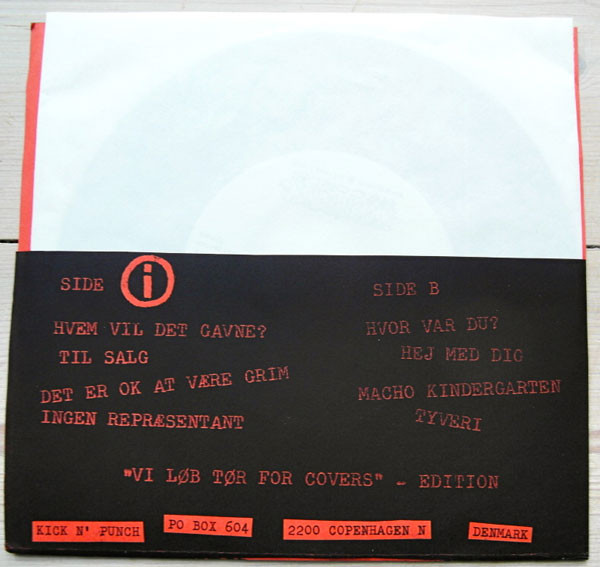 SIDE i
HVEM VIL DET GAVNE?
TIL SALG
DET ER OK AT VÆRE GRIM
INGEN REPRÆSENTANT
SIDE B
HVOR VAR DU?
HEJ MED DIG
MACHO KINDERGARTEN
TYVERI
"VI LØB TØR FOR COVERS" - EDITION
KICK N' PUNCH
PO BOX 604
2200 COPENHAGEN N
DENMARK